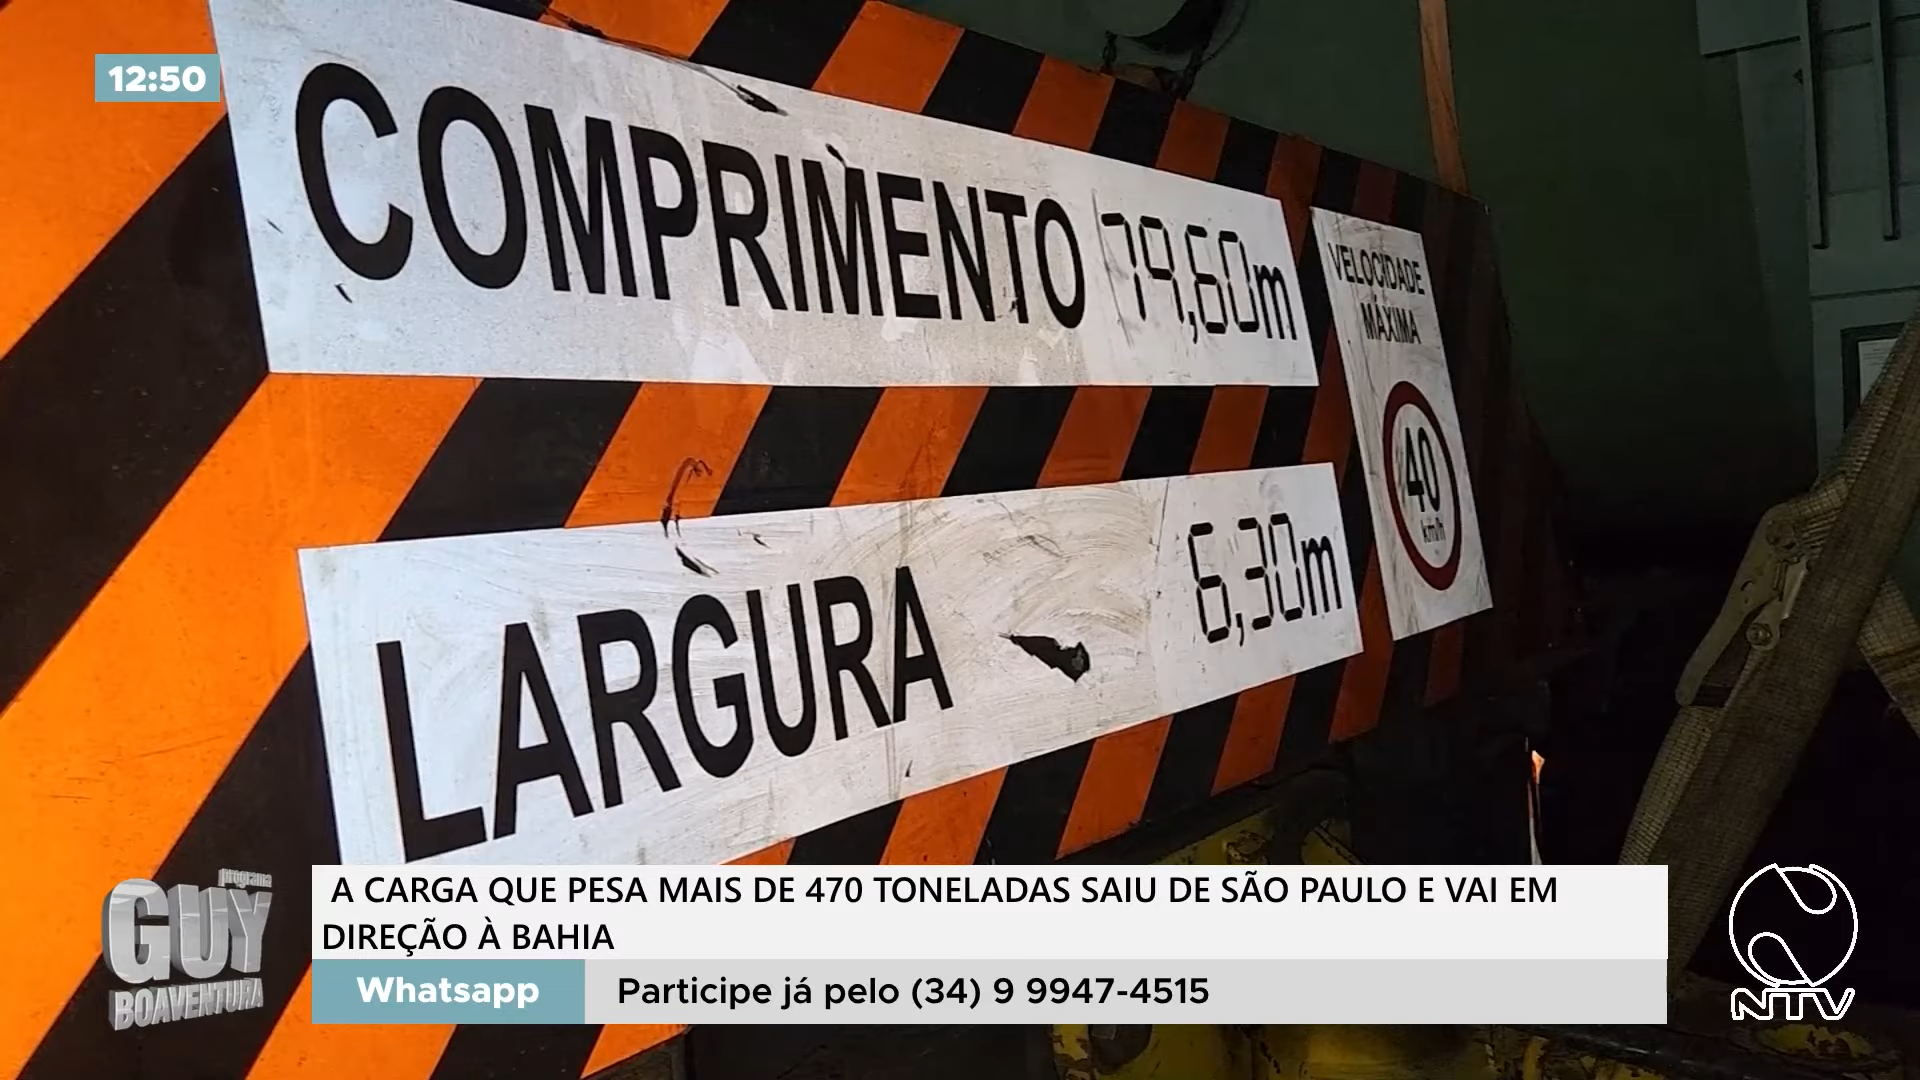 12:50
COMPRIMENTO 79,60m
VELOCIDADE
MÁXIMA
40
km/h
LARGURA 6,30m
programa
GUY
BOAVENTURA
A CARGA QUE PESA MAIS DE 470 TONELADAS SAIU DE SÃO PAULO E VAI EM
DIREÇÃO À BAHIA
Whatsapp Participe já pelo (34) 9 9947-4515
NTV